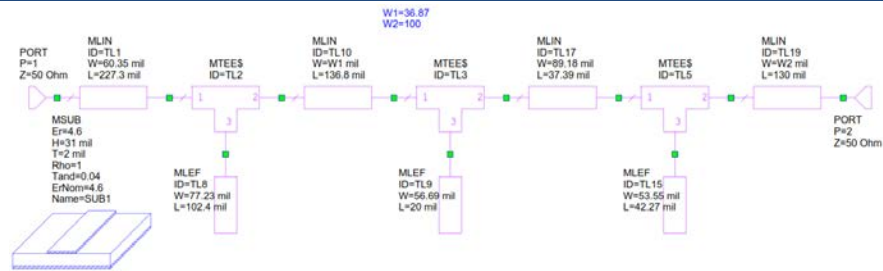 W1=36.87
W2=100
PORT
P=1
Z=50 Ohm
MLIN
ID=TL1
W=60.35 mil
L=227.3 mil
MTEE$
ID=TL2
1
2
3
MLIN
ID=TL10
W=W1 mil
L=136.8 mil
MTEE$
ID=TL3
1
2
3
MLIN
ID=TL17
W=89.18 mil
L=37.39 mil
MTEE$
ID=TL5
1
2
3
MLIN
ID=TL19
W=W2 mil
L=130 mil
PORT
P=2
Z=50 Ohm
MSUB
Er=4.6
H=31 mil
T=2 mil
Rho=1
Tand=0.04
ErNom=4.6
Name=SUB1
MLEF
ID=TL8
W=77.23 mil
L=102.4 mil
MLEF
ID=TL9
W=56.69 mil
L=20 mil
MLEF
ID=TL15
W=53.55 mil
L=42.27 mil